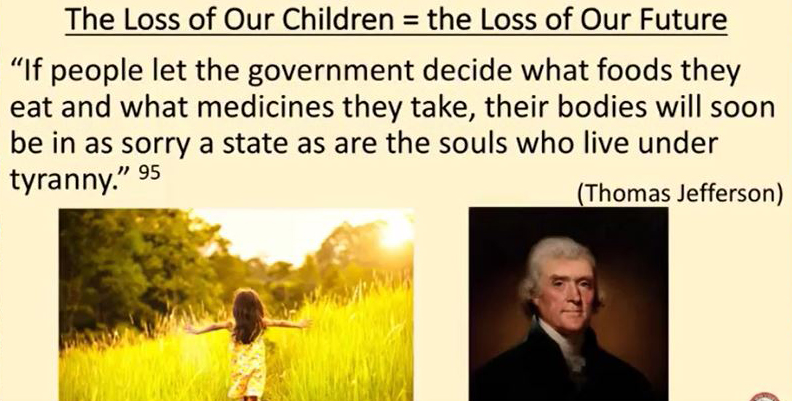 The Loss of Our Children = the Loss of Our Future
“If people let the government decide what foods they
eat and what medicines they take, their bodies will soon
be in as sorry a state as are the souls who live under
tyranny.” 95
(Thomas Jefferson)